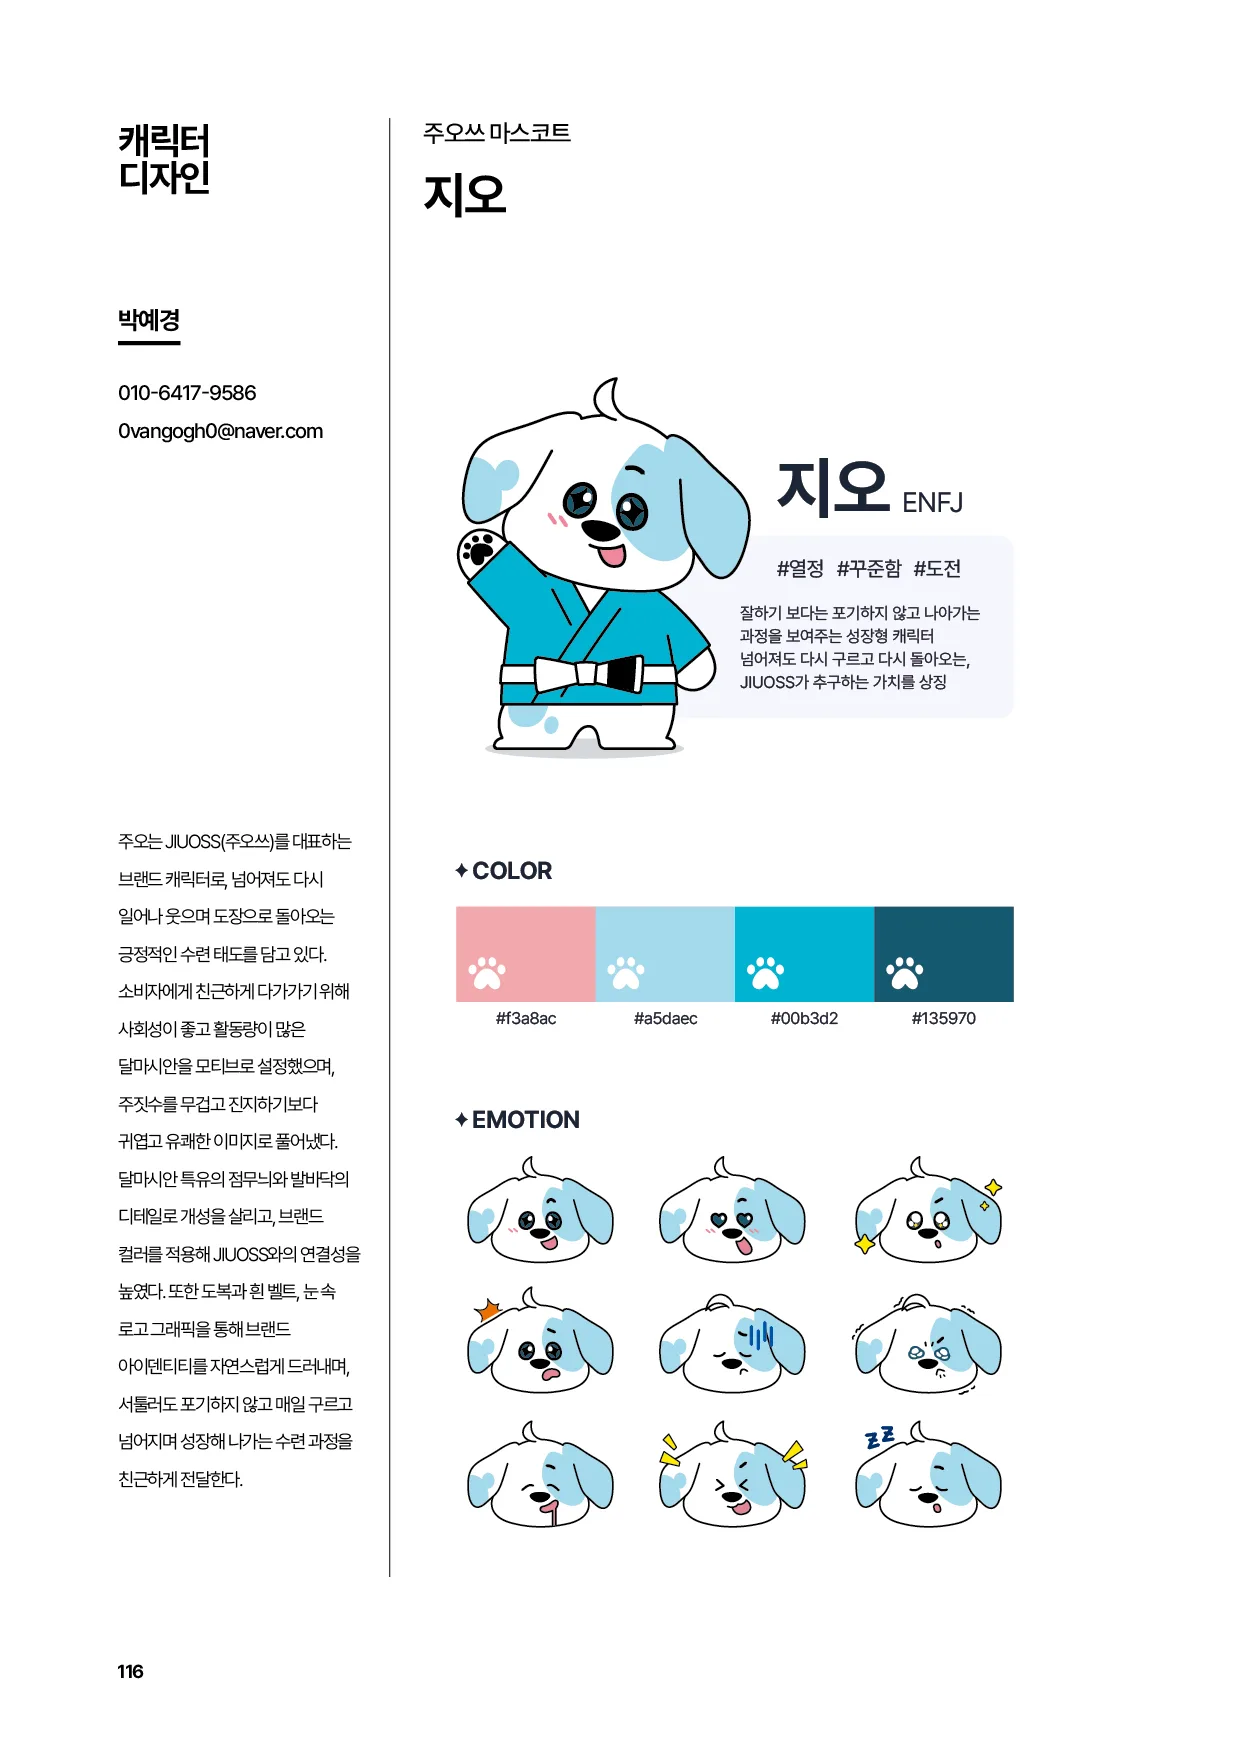 캐릭터
디자인
박예경
010-6417-9586
0vangogh0@naver.com
주오는 JIUOSS(주오쓰)를 대표하는
브랜드 캐릭터로, 넘어져도 다시
일어나 웃으며 도장으로 돌아오는
긍정적인 수련 태도를 담고 있다.
소비자에게 친근하게 다가가기 위해
사회성이 좋고 활동량이 많은
달마시안을 모티브로 설정했으며,
주짓수를 무겁고 진지하기보다
귀엽고 유쾌한 이미지로 풀어냈다.
달마시안 특유의 점무늬와 발바닥의
디테일로 개성을 살리고, 브랜드
컬러를 적용해 JIUOSS와의 연결성을
높였다. 또한 도복과 흰 벨트, 눈 속
로고 그래픽을 통해 브랜드
아이덴티티를 자연스럽게 드러내며,
서툴러도 포기하지 않고 매일 구르고
넘어지며 성장해 나가는 수련 과정을
친근하게 전달한다.
116
주오쓰 마스코트
지오
지오 ENFJ
#열정 #꾸준함 #도전
잘하기 보다는 포기하지 않고 나아가는
과정을 보여주는 성장형 캐릭터
넘어져도 다시 구르고 다시 돌아오는,
JIUOSS가 추구하는 가치를 상징
COLOR
#f3a8ac #a5daec #00b3d2 #135970
EMOTION
z z